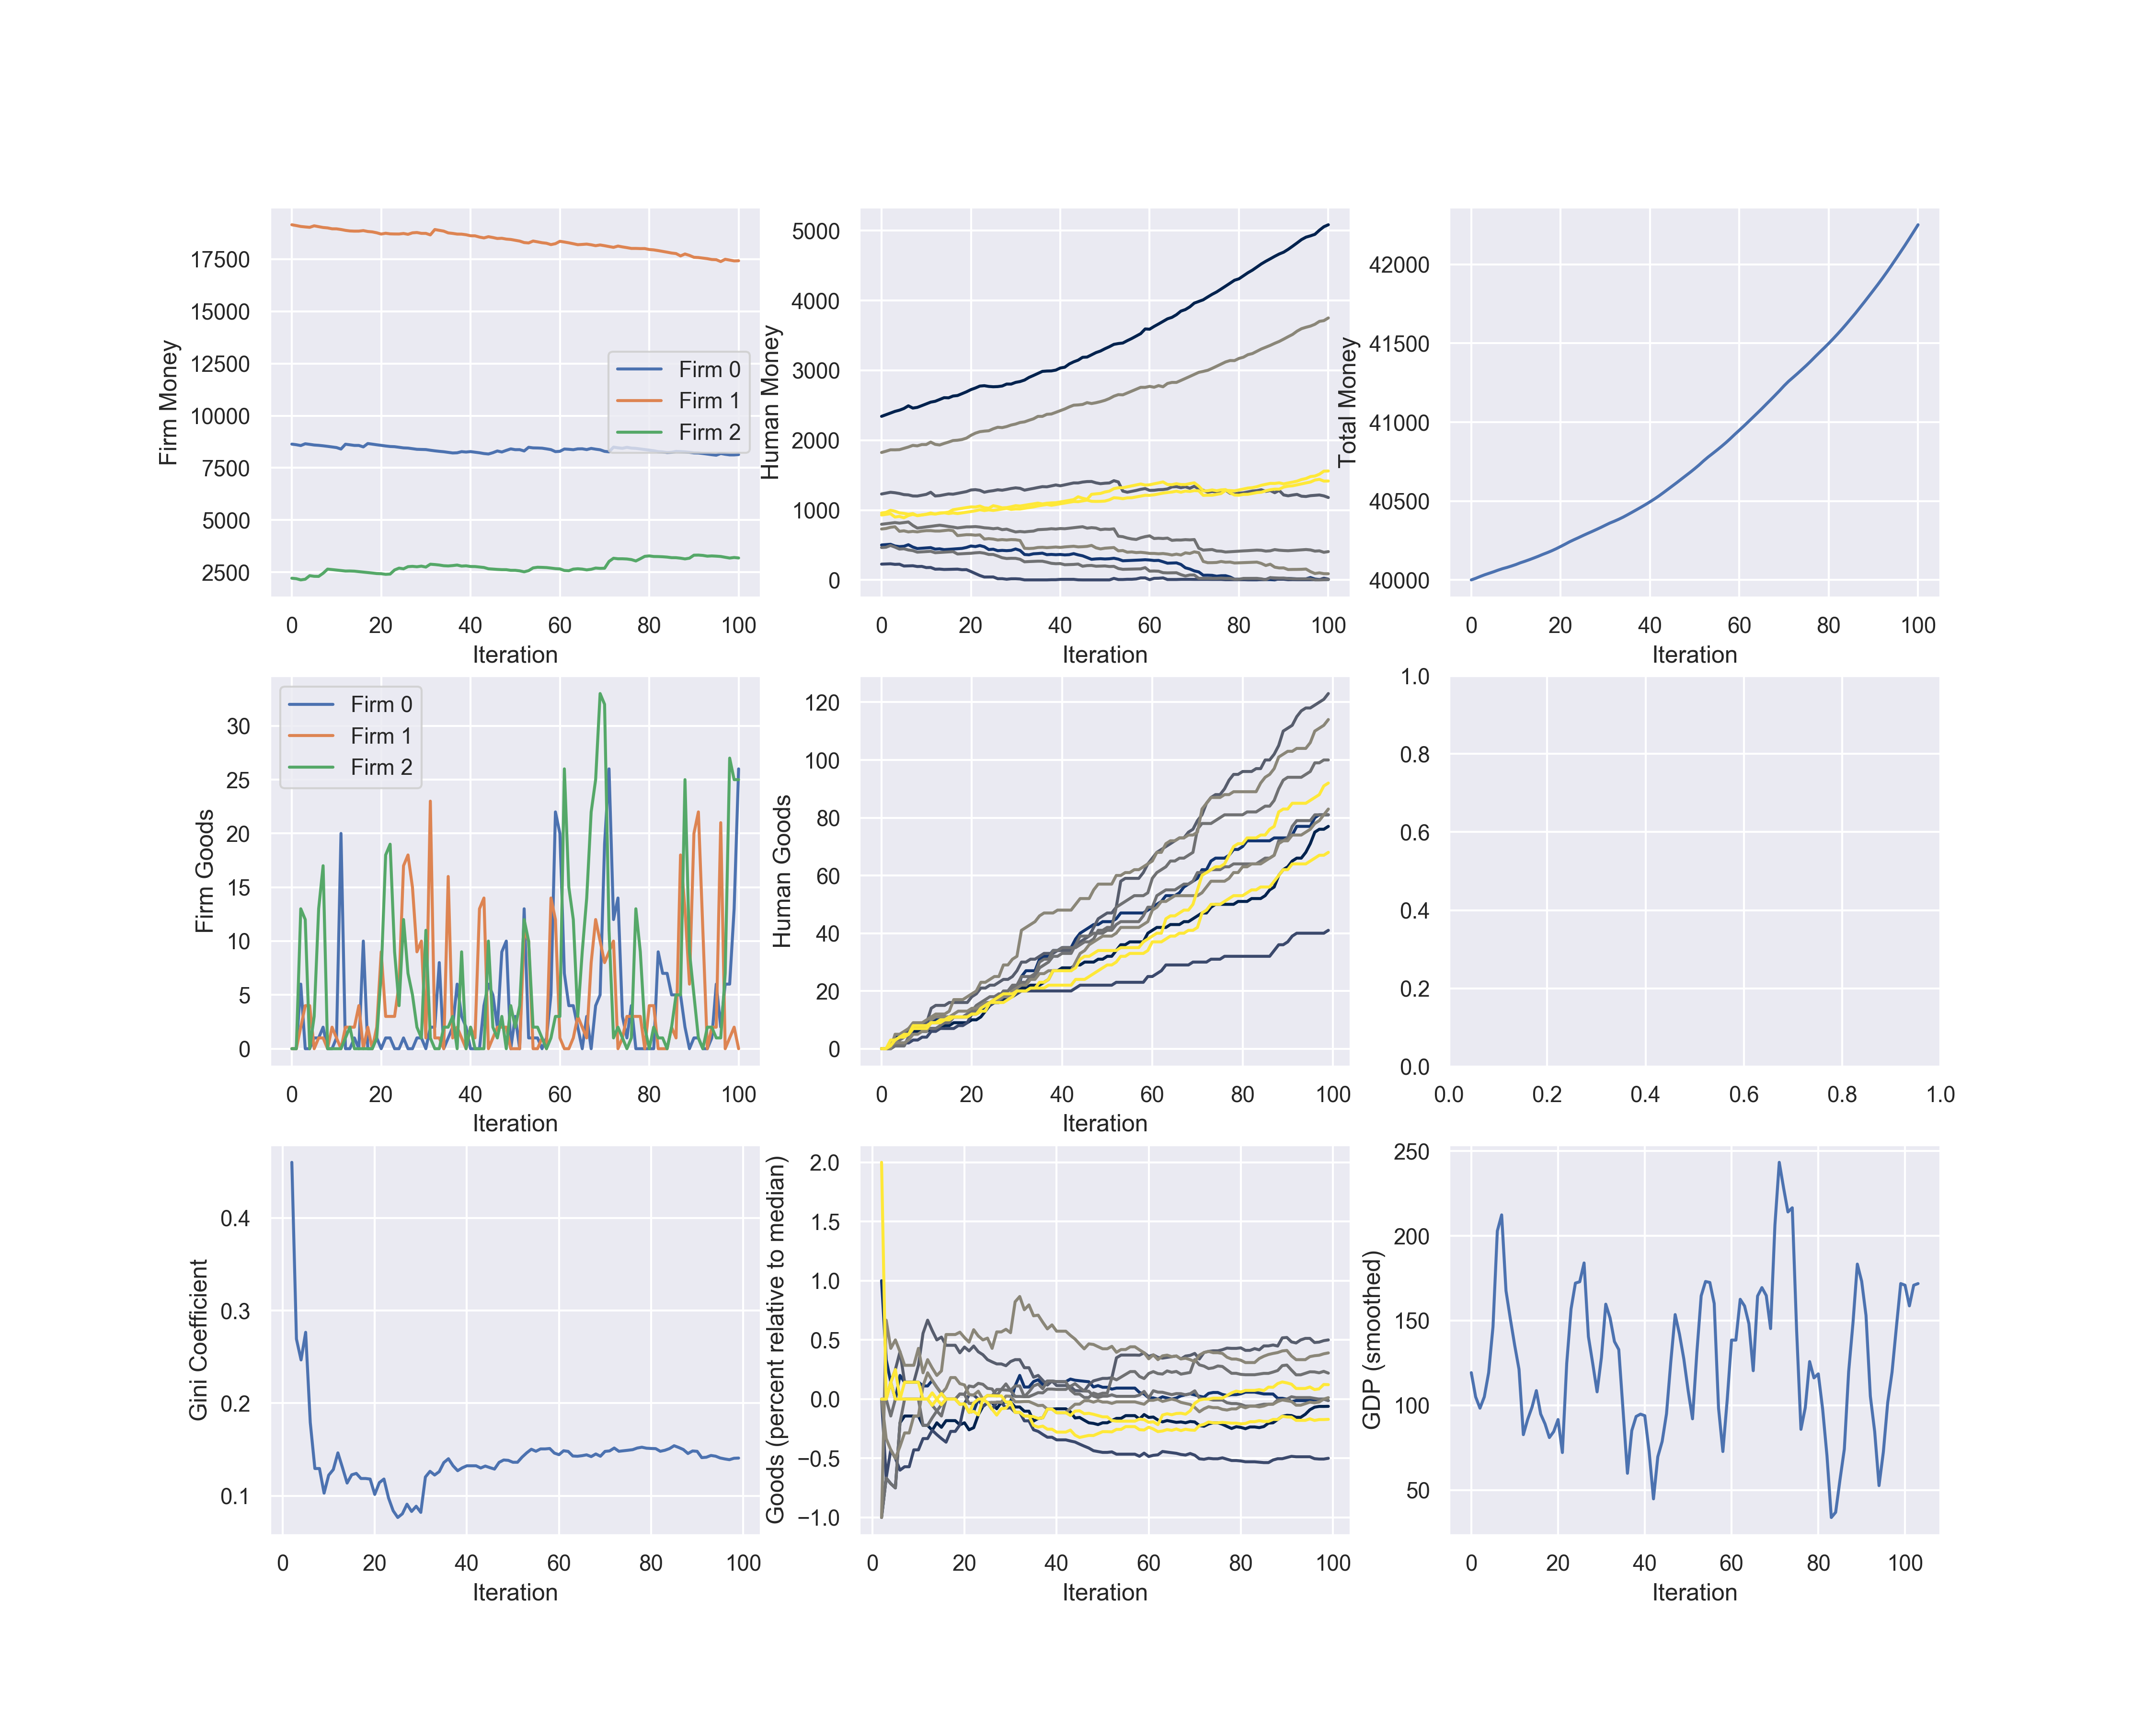 17500
15000
12500
10000
7500
5000
2500
Firm Money
Firm 0
Firm 1
Firm 2
0 20 40 60 80 100
Iteration
5000
4000
3000
2000
1000
0
Human Money
0 20 40 60 80 100
Iteration
42000
41500
41000
40500
40000
Total Money
0 20 40 60 80 100
Iteration
30
25
20
15
10
5
0
Firm Goods
Firm 0
Firm 1
Firm 2
0 20 40 60 80 100
Iteration
120
100
80
60
40
20
0
Human Goods
0 20 40 60 80 100
Iteration
1.0
0.8
0.6
0.4
0.2
0.0
0.0 0.2 0.4 0.6 0.8 1.0
0.4
0.3
0.2
0.1
Gini Coefficient
0 20 40 60 80 100
Iteration
2.0
1.5
1.0
0.5
0.0
−0.5
−1.0
Goods (percent relative to median)
0 20 40 60 80 100
Iteration
250
200
150
100
50
GDP (smoothed)
0 20 40 60 80 100
Iteration